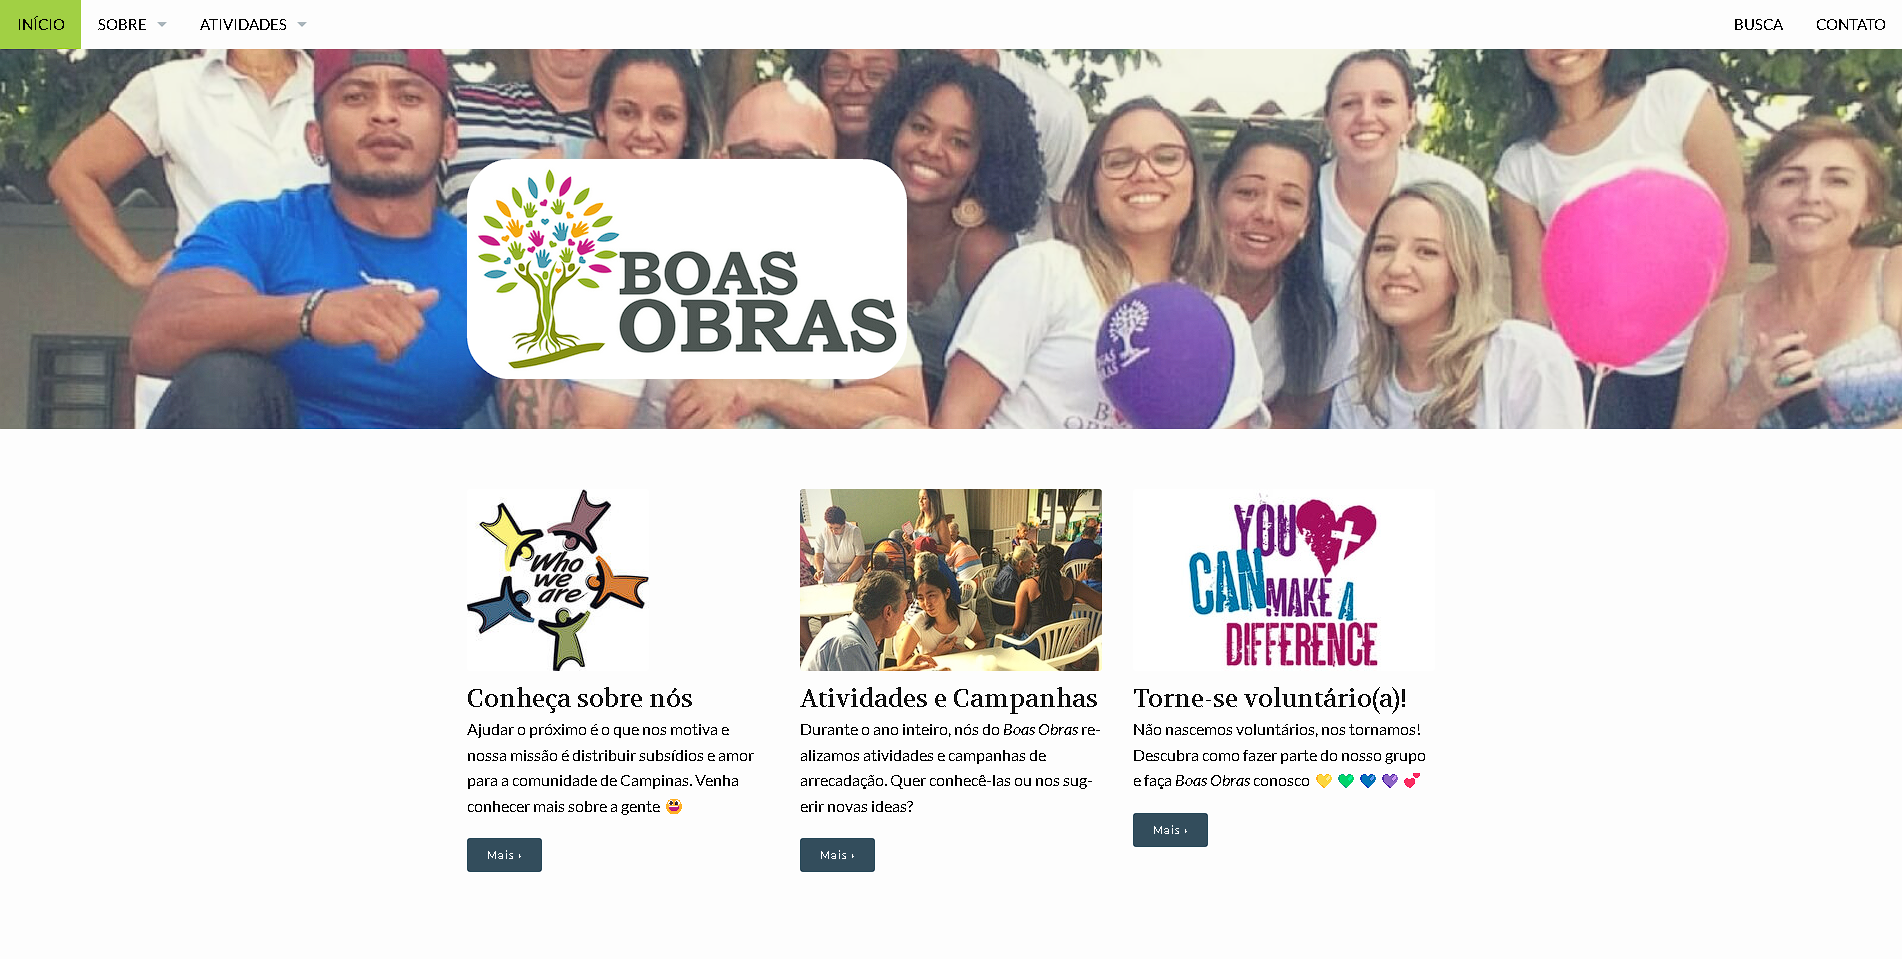 INÍCIO SOBRE ATIVIDADES BUSCA CONTATO
BOAS
OBRAS
Who
we
are
Conheça sobre nós
Ajudar o próximo é o que nos motiva e
nossa missão é distribuir subsídios e amor
para a comunidade de Campinas. Venha
conhecer mais sobre a gente 😃
Mais ›
Atividades e Campanhas
Durante o ano inteiro, nós do Boas Obras re-
alizamos atividades e campanhas de
arrecadação. Quer conhecê-las ou nos sug-
erir novas ideas?
Mais ›
YOU
CAN MAKE A
DIFFERENCE
Torne-se voluntário(a)!
Não nascemos voluntários, nos tornamos!
Descubra como fazer parte do nosso grupo
e faça Boas Obras conosco 💛 💚 💙 💜 💕
Mais ›